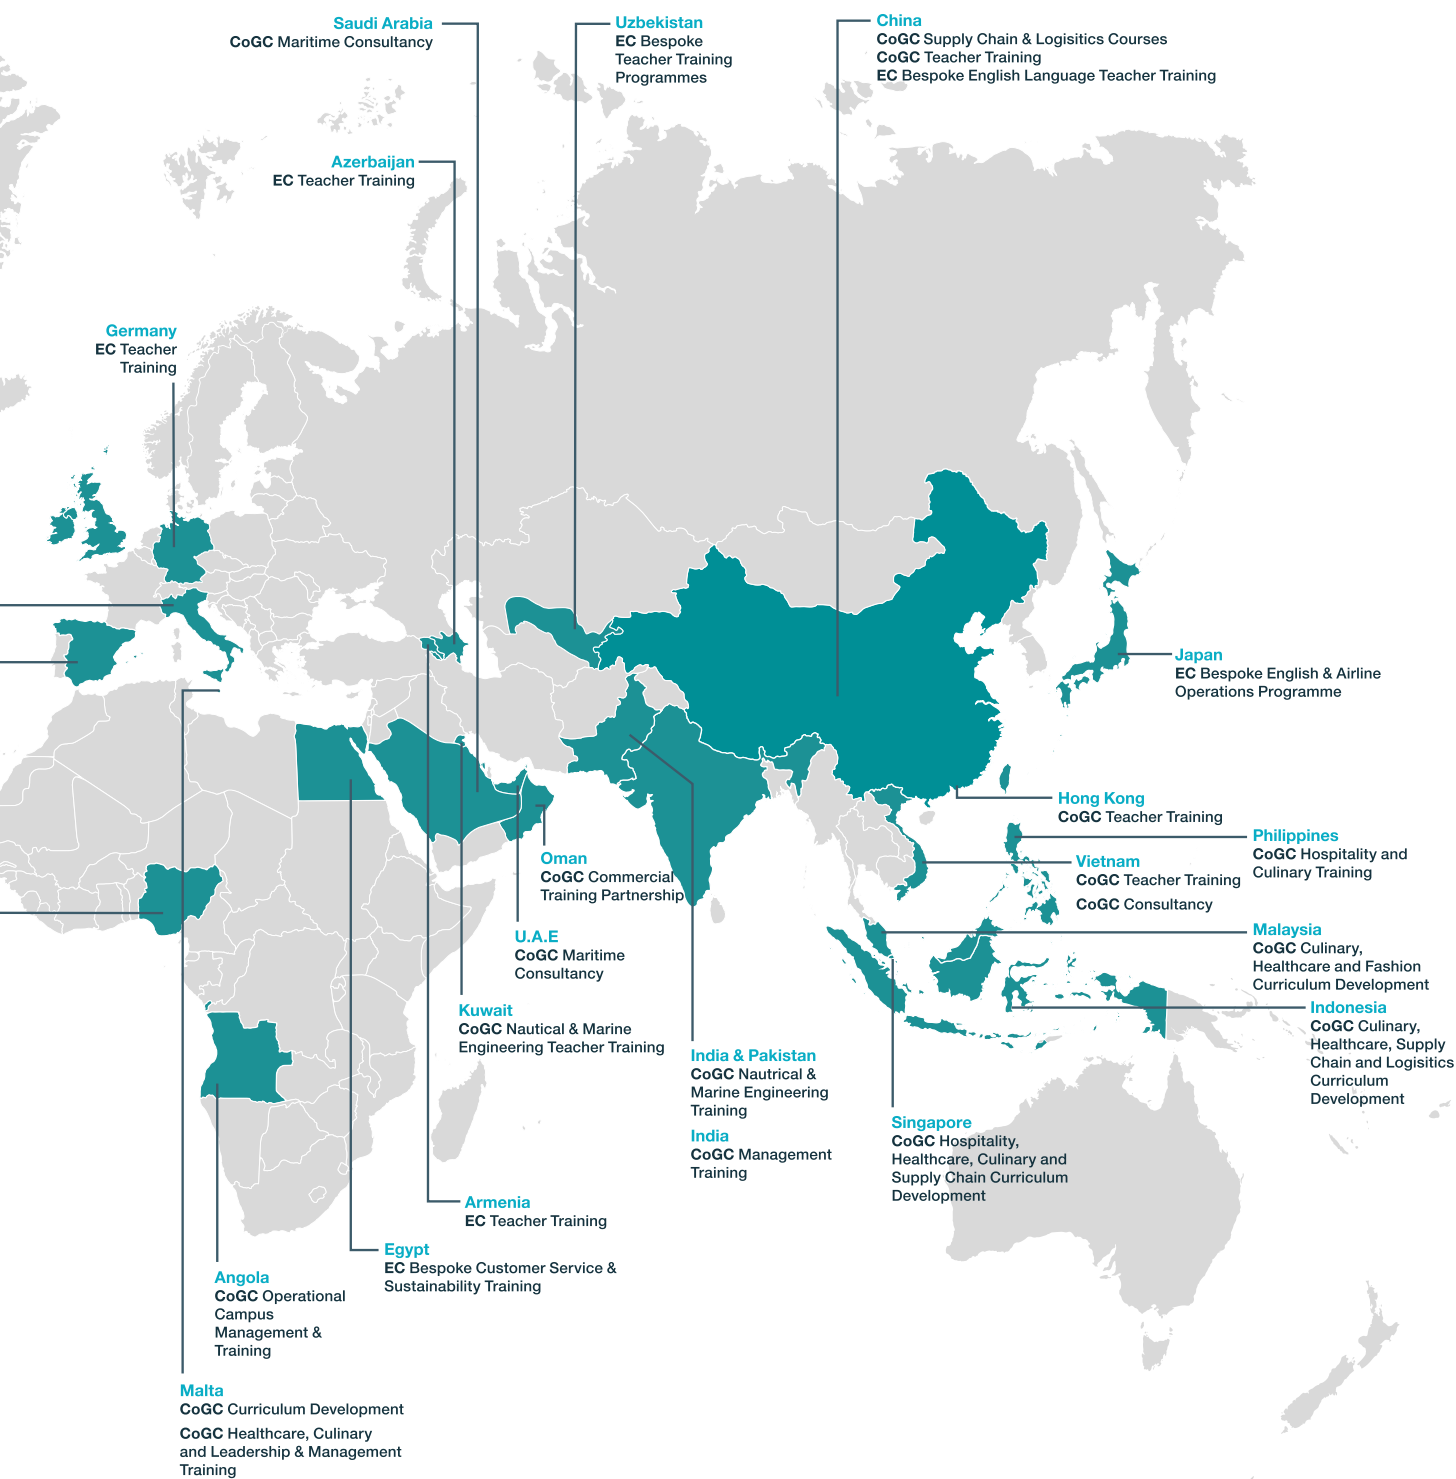 Saudi Arabia
CoGC Maritime Consultancy
Uzbekistan
EC Bespoke
Teacher Training
Programmes
China
CoGC Supply Chain & Logisitics Courses
CoGC Teacher Training
EC Bespoke English Language Teacher Training
Azerbaijan
EC Teacher Training
Germany
EC Teacher
Training
Japan
EC Bespoke English & Airline
Operations Programme
Hong Kong
CoGC Teacher Training
Philippines
CoGC Hospitality and
Culinary Training
Vietnam
CoGC Teacher Training
CoGC Consultancy
Oman
CoGC Commercial
Training Partnership
Malaysia
CoGC Culinary,
Healthcare and Fashion
Curriculum Development
U.A.E
CoGC Maritime
Consultancy
Indonesia
CoGC Culinary,
Healthcare, Supply
Chain and Logisitics
Curriculum
Development
Kuwait
CoGC Nautical & Marine
Engineering Teacher Training
India & Pakistan
CoGC Nautrical &
Marine Engineering
Training
India
CoGC Management
Training
Singapore
CoGC Hospitality,
Healthcare, Culinary and
Supply Chain Curriculum
Development
Armenia
EC Teacher Training
Egypt
EC Bespoke Customer Service &
Sustainability Training
Angola
CoGC Operational
Campus
Management &
Training
Malta
CoGC Curriculum Development
CoGC Healthcare, Culinary
and Leadership & Management
Training